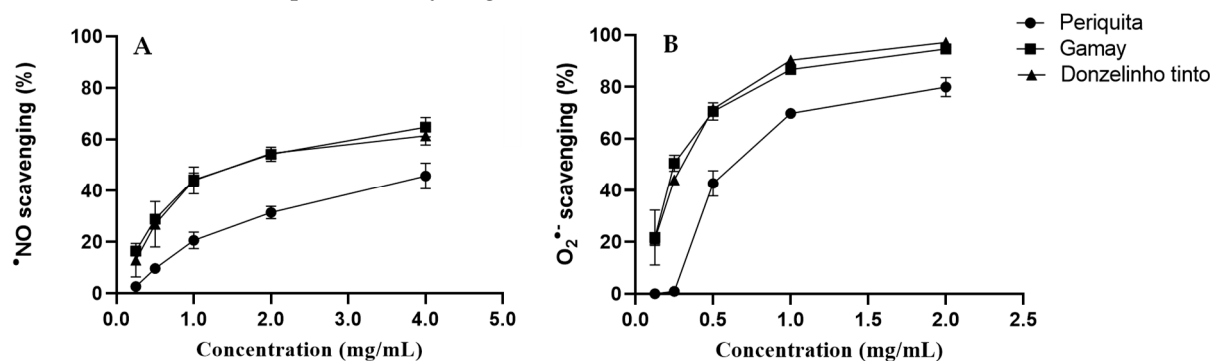 A
•NO scavenging (%)
100
80
60
40
20
0
0.0 1.0 2.0 3.0 4.0 5.0
Concentration (mg/mL)
B
O2•- scavenging (%)
100
80
60
40
20
0
0.0 0.5 1.0 1.5 2.0 2.5
Concentration (mg/mL)
Periquita
Gamay
Donzelinho tinto